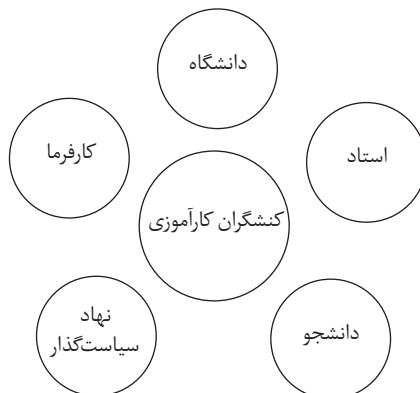 دانشگاه
کارفرما
استاد
کنشگران کارآموزی
نهاد
سیاست‌گذار
دانشجو